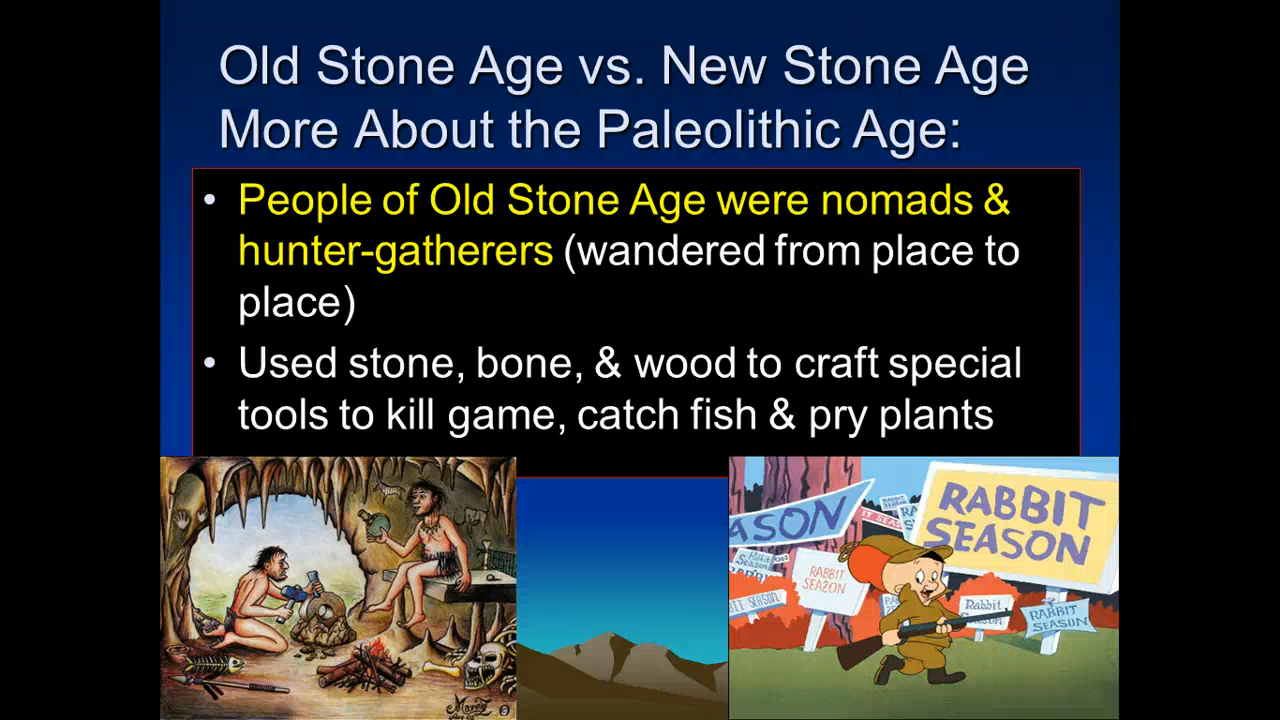 Old Stone Age vs. New Stone Age
More About the Paleolithic Age:
• People of Old Stone Age were nomads &
hunter-gatherers (wandered from place to
place)
• Used stone, bone, & wood to craft special
tools to kill game, catch fish & pry plants
RABBIT
SEASON
ASON
RABBIT
SEASON
Rabbit
RABBIT
SEASON